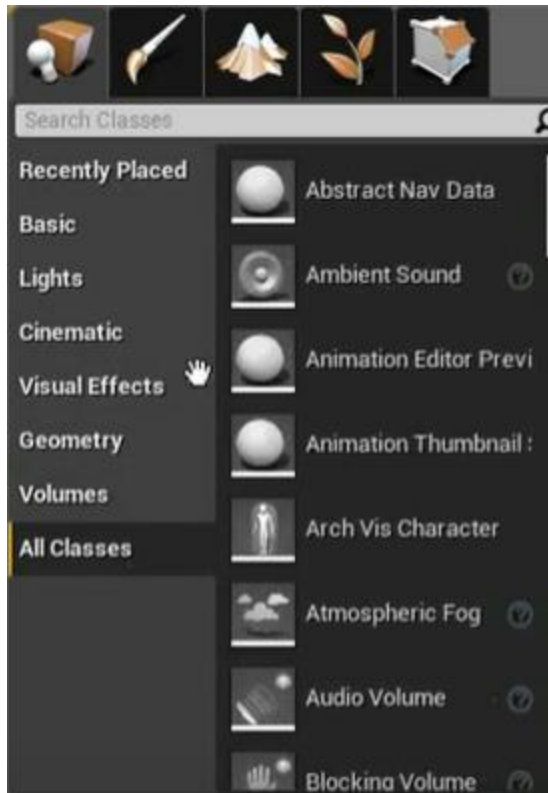 Search Classes
Recently Placed
Basic
Lights
Cinematic
Visual Effects
Geometry
Volumes
All Classes
Abstract Nav Data
Ambient Sound
Animation Editor Previ
Animation Thumbnail S
Arch Vis Character
Atmospheric Fog
Audio Volume
Blocking Volume